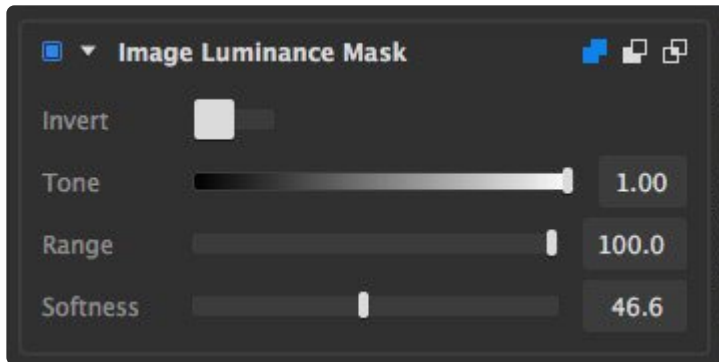 Image Luminance Mask
Invert
Tone 1.00
Range 100.0
Softness 46.6